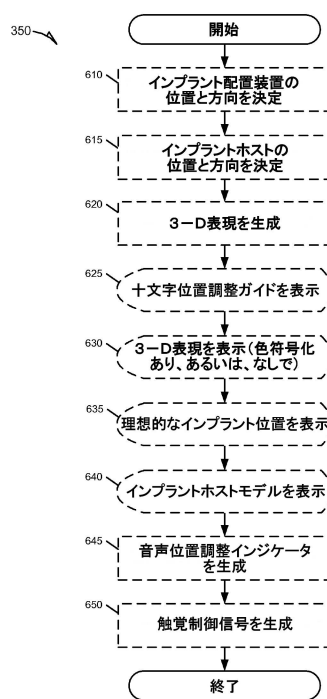 350
開始
610
インプラント配置装置の
位置と方向を決定
615
インプラントホストの
位置と方向を決定
620
3－D表現を生成
625
十文字位置調整ガイドを表示
630
3－D表現を表示(色符号化
あり、あるいは、なしで)
635
理想的なインプラント位置を表示
640
インプラントホストモデルを表示
645
音声位置調整インジケータ
を生成
650
触覚制御信号を生成
終了